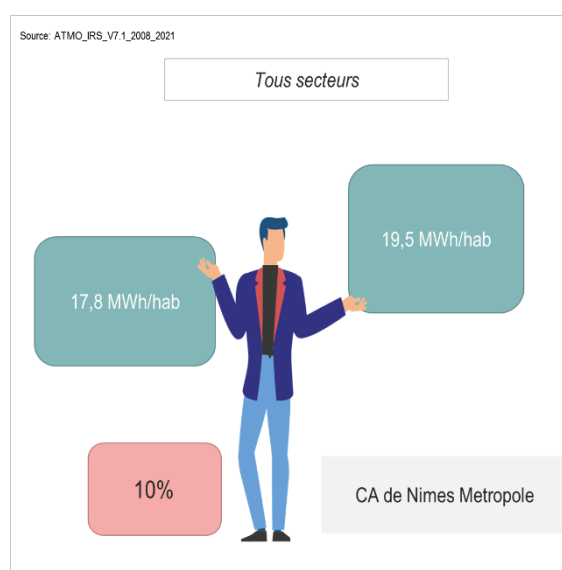 Source: ATMO_IRS_V7.1_2008_2021
Tous secteurs
19,5 MWh/hab
17,8 MWh/hab
10%
CA de Nimes Metropole